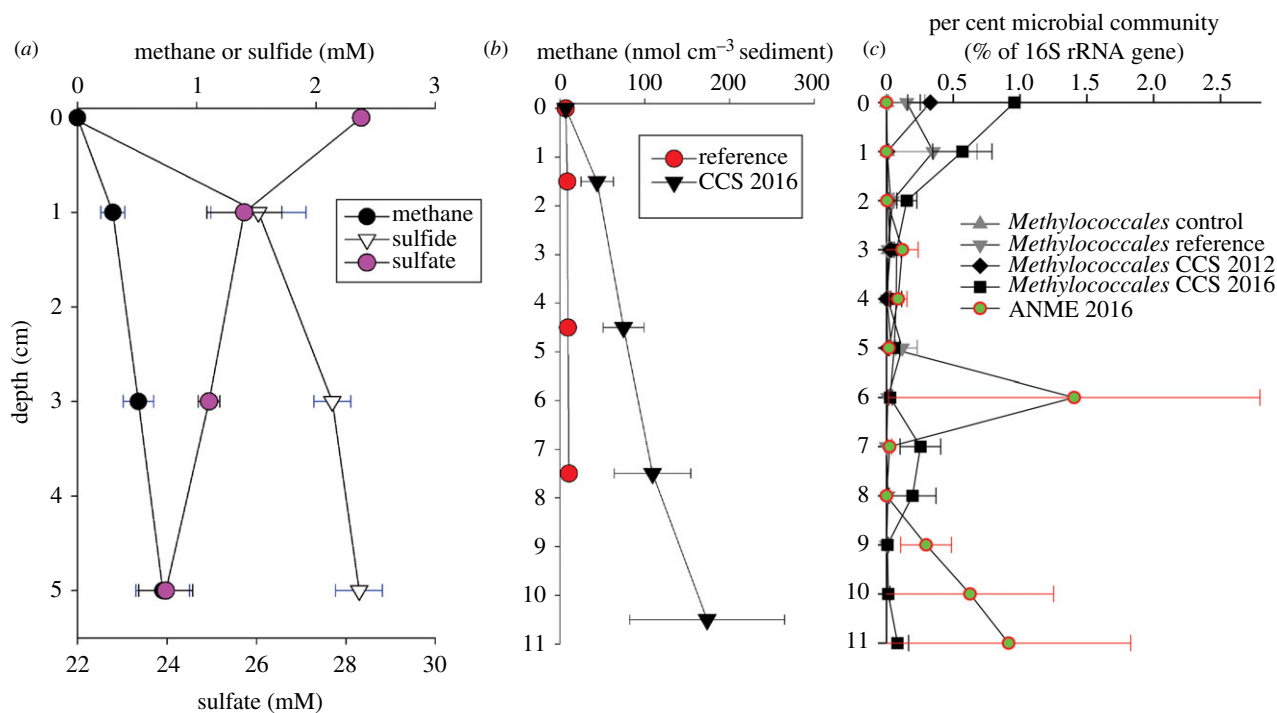 (a)
methane or sulfide (mM)
0 1 2 3
0
1
2
3
4
5
depth (cm)
methane
sulfide
sulfate
22 24 26 28 30
sulfate (mM)
(b)
methane (nmol cm⁻³ sediment)
0 100 200 300
0
1
2
3
4
5
6
7
8
9
10
11
reference
CCS 2016
(c)
per cent microbial community
(% of 16S rRNA gene)
0 0.5 1.0 1.5 2.0 2.5
0
1
2
3
4
5
6
7
8
9
10
11
Methylococcales control
Methylococcales reference
Methylococcales CCS 2012
Methylococcales CCS 2016
ANME 2016